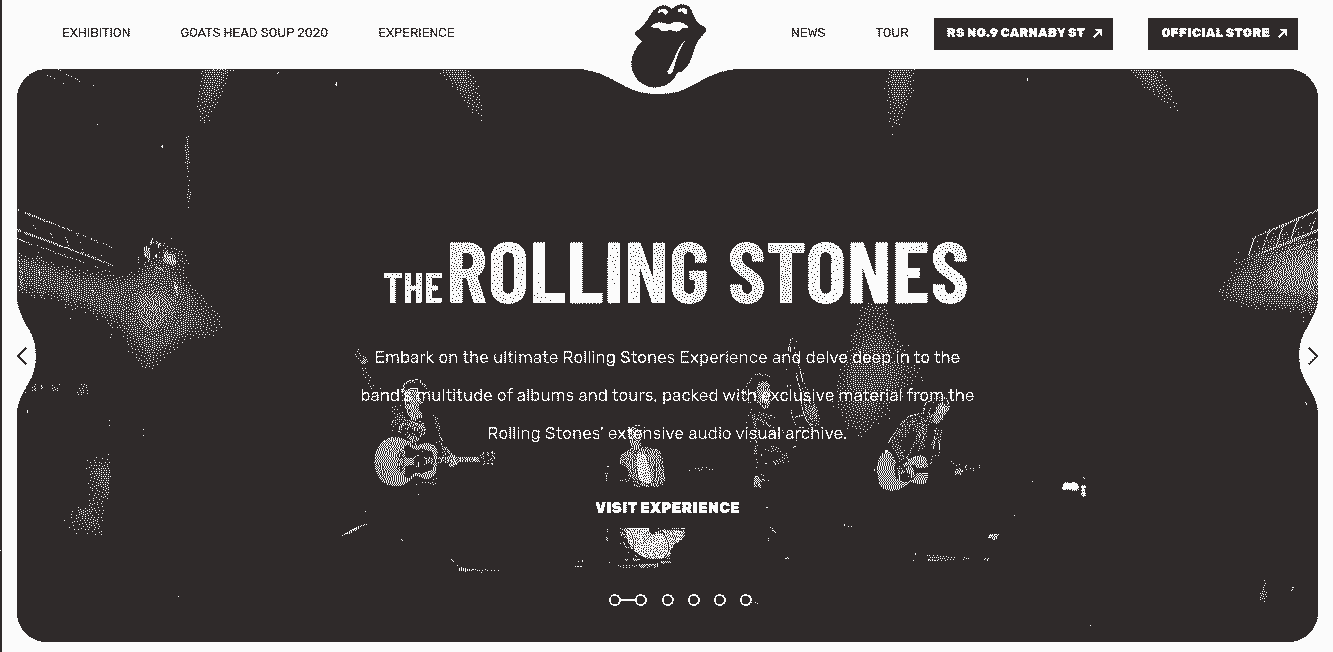 EXHIBITION
GOATS HEAD SOUP 2020
EXPERIENCE
NEWS
TOUR
RS NO.9 CARNABY ST
OFFICIAL STORE
THE ROLLING STONES
Embark on the ultimate Rolling Stones Experience and delve deep in to the
band's multitude of albums and tours, packed with exclusive material from the
Rolling Stones' extensive audio visual archive.
VISIT EXPERIENCE